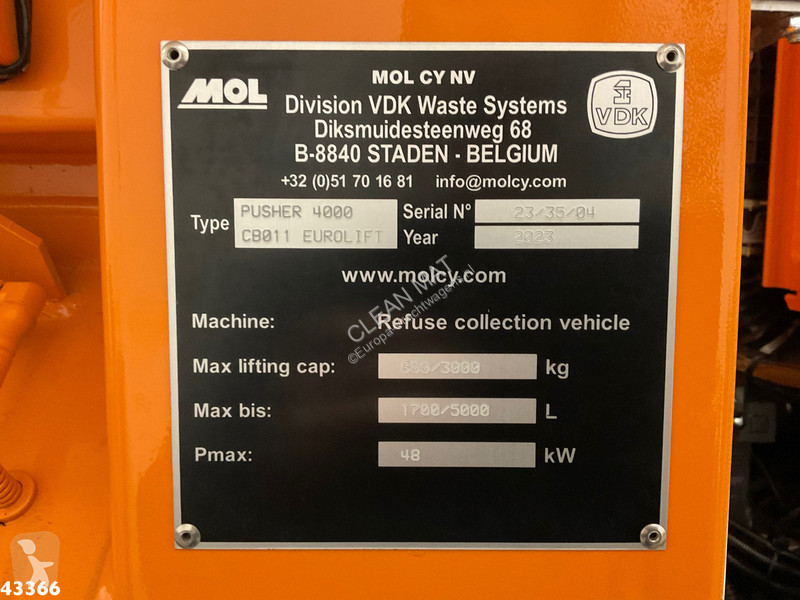 MOL
MOL CY NV
VDK
Division VDK Waste Systems
Diksmuidesteenweg 68
B-8840 STADEN - BELGIUM
+32 (0)51 70 16 81 info@molcy.com
Type PUSHER 4000
CB011 EUROLIFT
Serial N° 23/35/04
Year 2023
www.molcy.com
CLEAN MAT
Machine: Refuse collection vehicle
Max lifting cap: /3000 kg
Max bis: 1700/5000 L
Pmax: 48 kW
43366